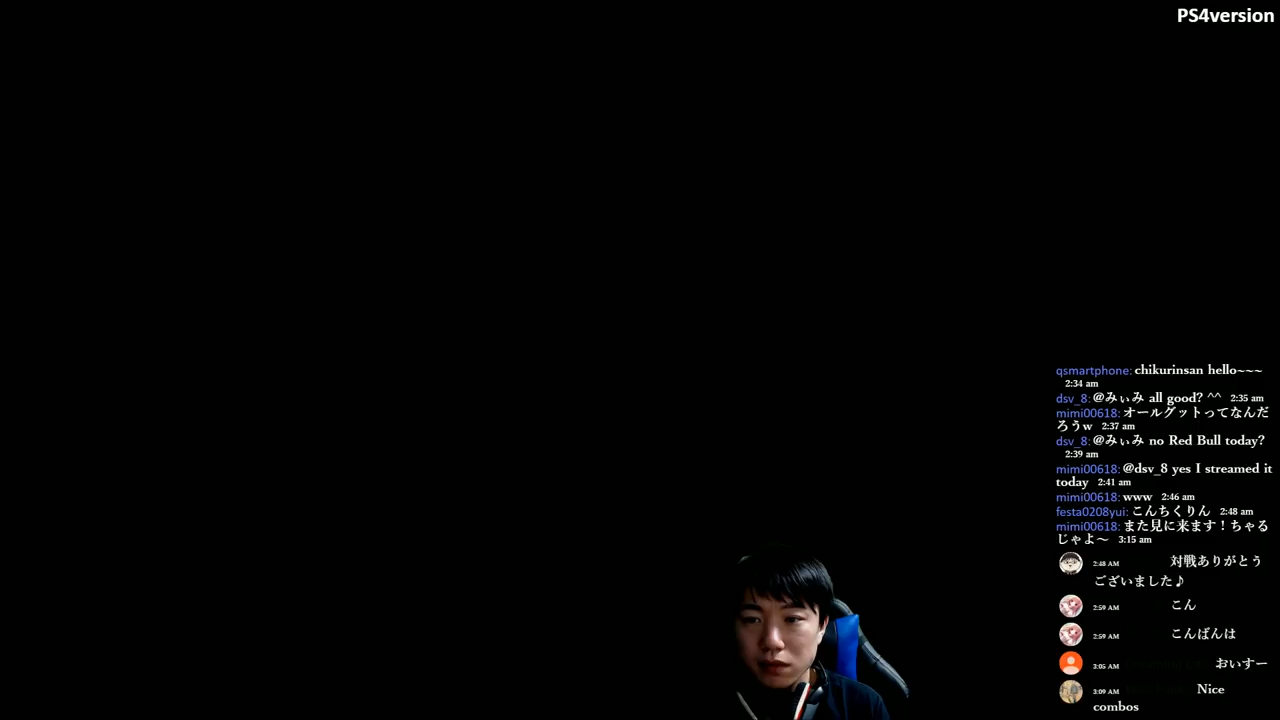 PS4version
qsmartphone: chikurinsan hello~~~
2:34 am
dsv_8: @みぃみ all good? ^^ 2:35 am
mimi00618: オールグットってなんだ
ろうw 2:37 am
dsv_8: @みぃみ no Red Bull today?
2:39 am
mimi00618: @dsv_8 yes I streamed it
today 2:41 am
mimi00618: www 2:46 am
festa0208yui: こんちくりん 2:48 am
mimi00618: また見に来ます！ちゃる
じゃよ～ 3:15 am
2:48 AM 対戦ありがとう
ございました♪
2:59 AM こん
2:59 AM こんばんは
3:05 AM おいすー
3:09 AM Nice
combos